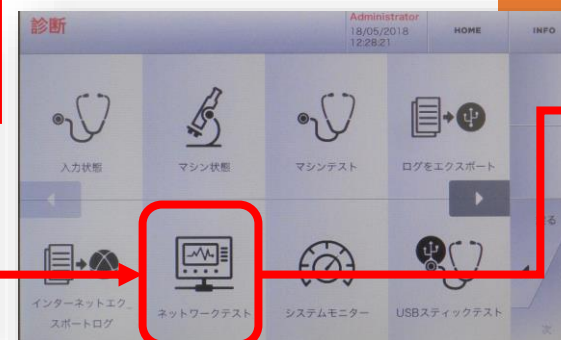 診断
Administrator
18/05/2018
12:28:21
HOME
INFO
入力状態
マシン状態
マシンテスト
ログをエクスポート
インターネットエク_
スポートログ
ネットワークテスト
システムモニター
USBスティックテスト
る
次